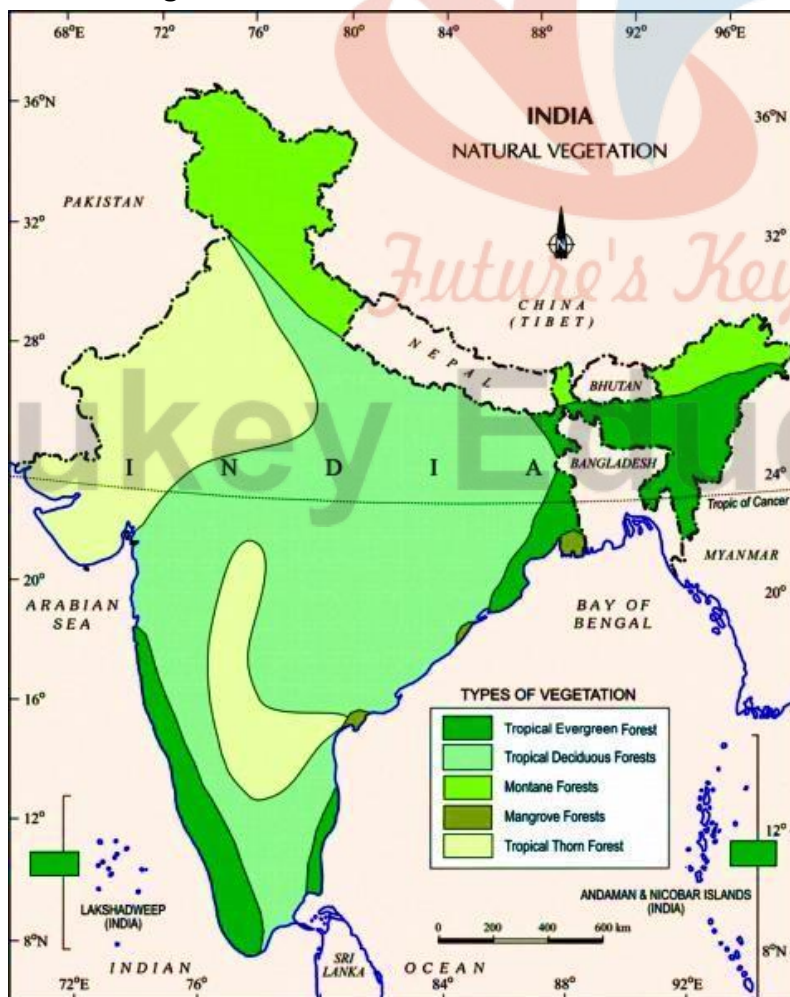 68°E 72° 76° 80° 84° 88° 92° 96°E
36°N
36°N
INDIA
NATURAL VEGETATION
PAKISTAN
N
32°
32°
Future's Key
CHINA
(TIBET)
28°
NEPAL
BHUTAN
ukey Educ
INDIA
BANGLADESH
24°
24°
Tropic of Cancer
MYANMAR
20°
20°
ARABIAN
SEA
BAY OF
BENGAL
TYPES OF VEGETATION
16°
Tropical Evergreen Forest
Tropical Deciduous Forests
Montane Forests
Mangrove Forests
Tropical Thorn Forest
12°
12°
LAKSHADWEEP
(INDIA)
ANDAMAN & NICOBAR ISLANDS
(INDIA)
0 200 400 600 km
8°N
8°N
SRI
LANKA
INDIAN OCEAN
72°E 76° 84° 88° 92°E